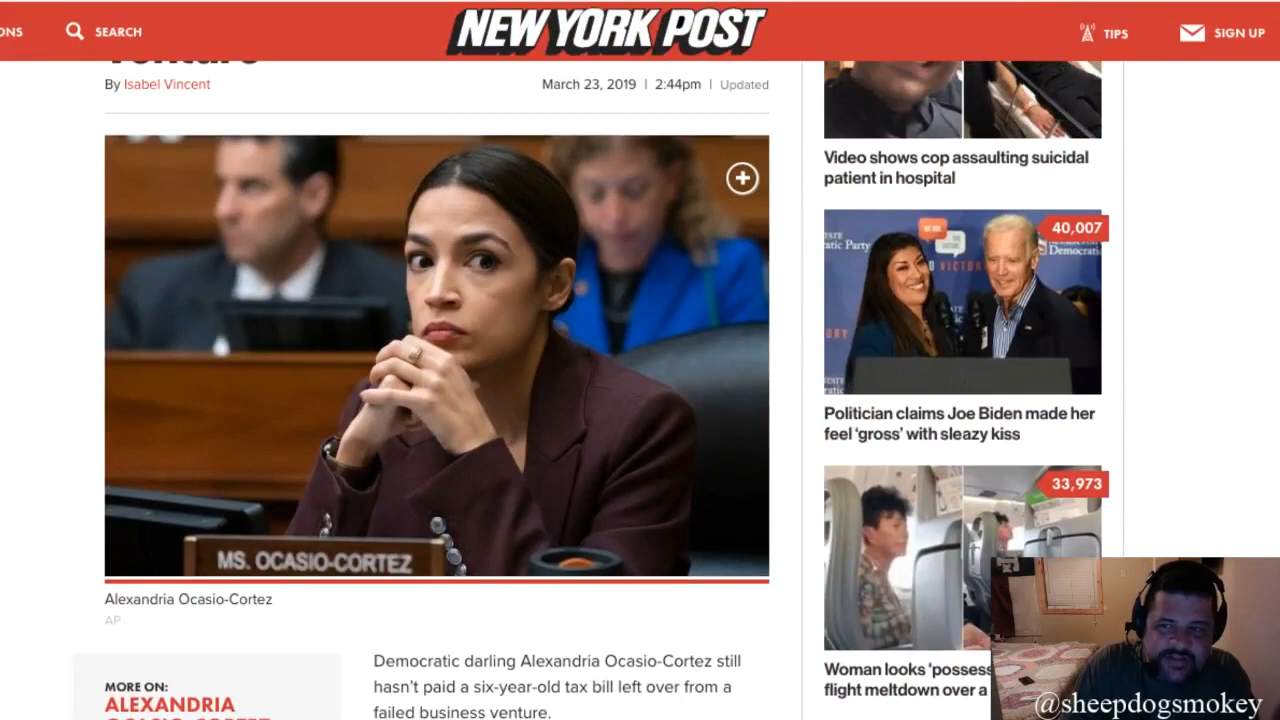 ONS
SEARCH
NEW YORK POST
TIPS
SIGN UP
By Isabel Vincent
March 23, 2019 | 2:44pm | Updated
MS. OCASIO-CORTEZ
Alexandria Ocasio-Cortez
AP
MORE ON:
ALEXANDRIA
OCASIO-CORTEZ
Democratic darling Alexandria Ocasio-Cortez still
hasn't paid a six-year-old tax bill left over from a
failed business venture.
Video shows cop assaulting suicidal
patient in hospital
40,007
Politician claims Joe Biden made her
feel 'gross' with sleazy kiss
33,973
Woman looks 'possess
flight meltdown over a
@sheepdogsmokey